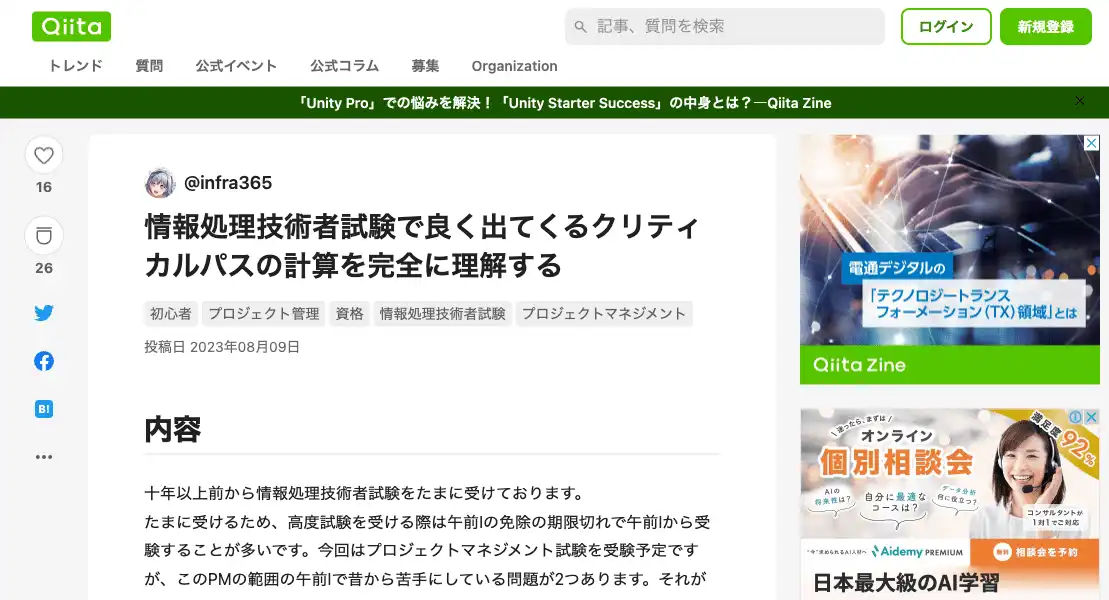 Qiita
記事、質問を検索
ログイン
新規登録
トレンド
質問
公式イベント
公式コラム
募集
Organization
「Unity Pro」での悩みを解決！「Unity Starter Success」の中身とは？―Qiita Zine
16
26
B!
@infra365
情報処理技術者試験で良く出てくるクリティ
カルパスの計算を完全に理解する
初心者
プロジェクト管理
資格
情報処理技術者試験
プロジェクトマネジメント
投稿日 2023年08月09日
内容
十年以上前から情報処理技術者試験をたまに受けております。
たまに受けるため、高度試験を受ける際は午前Iの免除の期限切れで午前Iから受
験することが多いです。今回はプロジェクトマネジメント試験を受験予定です
が、このPMの範囲の午前Iで昔から苦手にしている問題が2つあります。それが
電通デジタルの
「テクノロジートランス
フォーメーション（TX）領域」とは
Qiita Zine
迷ったら、まずは
オンライン
個別相談会
満足度
92%
AIの
将来性は？
自分に最適な
コースは？
データ分析
何に役立つ？
コンサルタントが
1対1でご対応
"今"求められるAI人材へ
Aidemy PREMIUM
無料
相談会を予約
日本最大級のAI学習